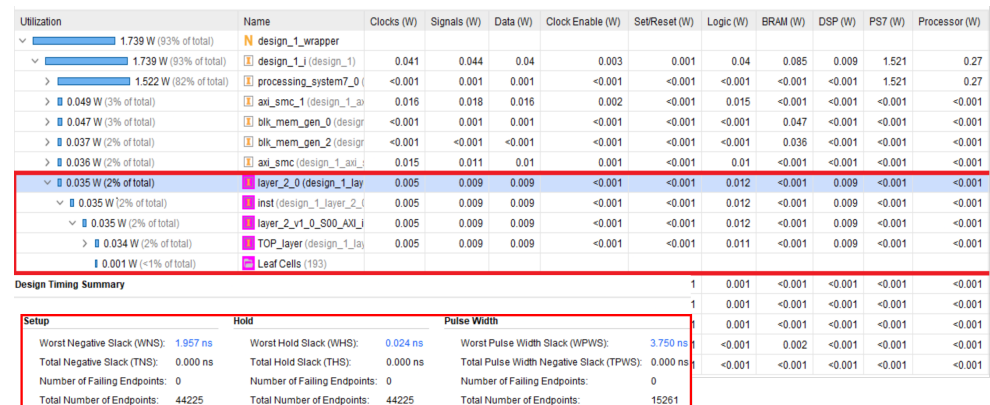 Utilization Name Clocks (W) Signals (W) Data (W) Clock Enable (W) Set/Reset (W) Logic (W) BRAM (W) DSP (W) PS7 (W) Processor (W)
1.739 W (93% of total) N design_1_wrapper
1.739 W (93% of total) I design_1_i (design_1) 0.041 0.044 0.04 0.003 0.001 0.04 0.085 0.009 1.521 0.27
1.522 W (82% of total) I processing_system7_0 ( <0.001 0.001 0.001 <0.001 <0.001 <0.001 <0.001 <0.001 1.521 0.27
0.049 W (3% of total) I axi_smc_1 (design_1_ax 0.016 0.018 0.016 0.002 <0.001 0.015 <0.001 <0.001 <0.001 <0.001
0.047 W (3% of total) I blk_mem_gen_0 (design <0.001 0.001 0.001 <0.001 <0.001 <0.001 0.047 <0.001 <0.001 <0.001
0.037 W (2% of total) I blk_mem_gen_2 (design <0.001 <0.001 <0.001 <0.001 <0.001 <0.001 0.036 <0.001 <0.001 <0.001
0.036 W (2% of total) I axi_smc (design_1_axi_s 0.015 0.011 0.01 0.001 <0.001 0.01 <0.001 <0.001 <0.001 <0.001
0.035 W (2% of total) I layer_2_0 (design_1_lay 0.005 0.009 0.009 <0.001 <0.001 0.012 <0.001 0.009 <0.001 <0.001
0.035 W (2% of total) I inst (design_1_layer_2_0 0.005 0.009 0.009 <0.001 <0.001 0.012 <0.001 0.009 <0.001 <0.001
0.035 W (2% of total) I layer_2_v1_0_S00_AXI_i 0.005 0.009 0.009 <0.001 <0.001 0.012 <0.001 0.009 <0.001 <0.001
0.034 W (2% of total) I TOP_layer (design_1_lay 0.005 0.009 0.009 <0.001 <0.001 0.011 <0.001 0.009 <0.001 <0.001
0.001 W (<1% of total) Leaf Cells (193)
Design Timing Summary 1 0.001 <0.001 <0.001 <0.001 <0.001
1 0.001 <0.001 <0.001 <0.001 <0.001
Setup Hold Pulse Width 1 0.001 <0.001 <0.001 <0.001 <0.001
Worst Negative Slack (WNS): 1.957 ns Worst Hold Slack (WHS): 0.024 ns Worst Pulse Width Slack (WPWS): 3.750 ns 1 <0.001 0.002 <0.001 <0.001 <0.001
Total Negative Slack (TNS): 0.000 ns Total Hold Slack (THS): 0.000 ns Total Pulse Width Negative Slack (TPWS): 0.000 ns 1 <0.001 <0.001 <0.001 <0.001 <0.001
Number of Failing Endpoints: 0 Number of Failing Endpoints: 0 Number of Failing Endpoints: 0
Total Number of Endpoints: 44225 Total Number of Endpoints: 44225 Total Number of Endpoints: 15261